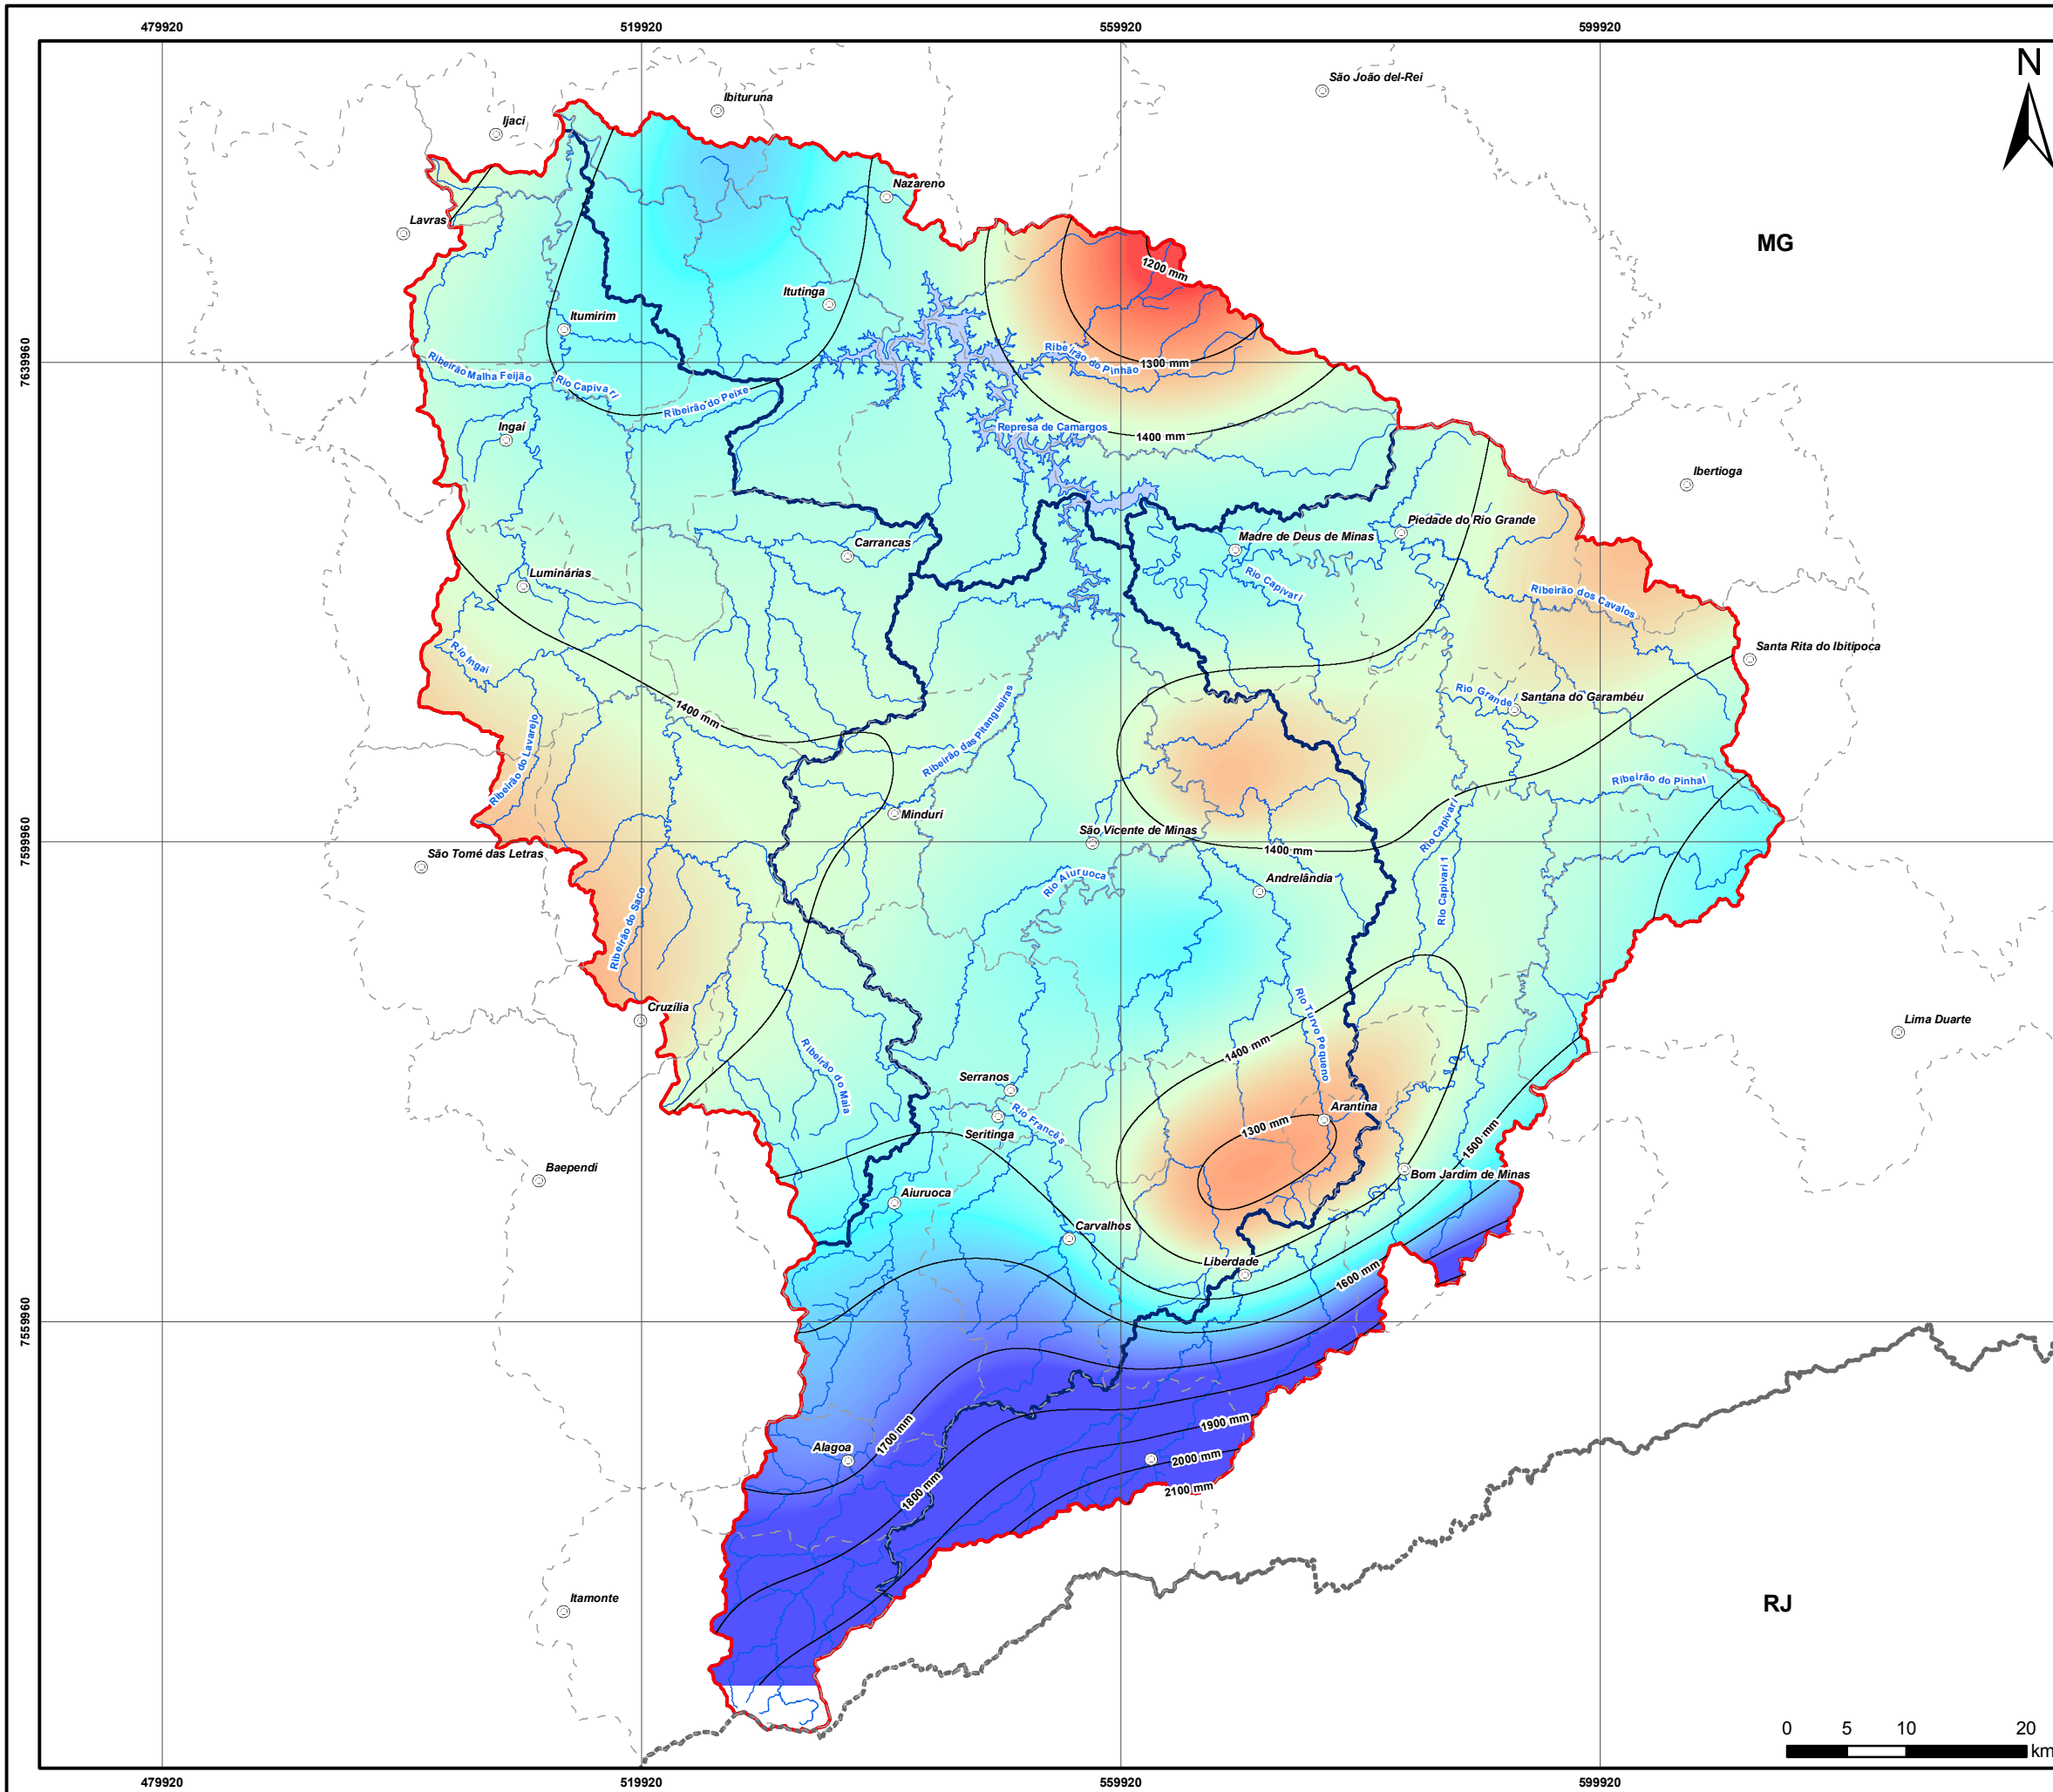 479920
519920
559920
599920
N
São João del-Rei
Ibituruna
Ijaci
Nazareno
Lavras
MG
1200 mm
Itutinga
Itumirim
7639960
Ribeirão Malha Feijão
Rio Capivari
Ribeirão do Peixe
Ribeirão do Pinhão
1300 mm
Ingaí
Represa de Camargos
1400 mm
Ibertioga
Piedade do Rio Grande
Madre de Deus de Minas
Carrancas
Luminárias
Rio Capivari
Ribeirão dos Cavalos
Rio Ingaí
Santa Rita do Ibitipoca
Rio Grande
Santana do Garambéu
1400 mm
Ribeirão das Pitangueiras
Ribeirão do Lavarejo
Ribeirão do Pinhal
Minduri
São Vicente de Minas
Rio Capivari
7599960
1400 mm
São Tomé das Letras
Rio Aiuruoca
Andrelândia
Rio Capivari 1
Ribeirão do Saco
Cruzília
Rio Turvo Pequeno
Lima Duarte
1400 mm
Ribeirão do Maia
Serranos
Arantina
Rio Francês
1300 mm
Seritinga
1500 mm
Baependi
Bom Jardim de Minas
Aiuruoca
Carvalhos
Liberdade
1600 mm
7559960
1700 mm
1900 mm
Alagoa
2000 mm
1800 mm
2100 mm
Itamonte
RJ
0 5 10 20
km
479920
519920
559920
599920